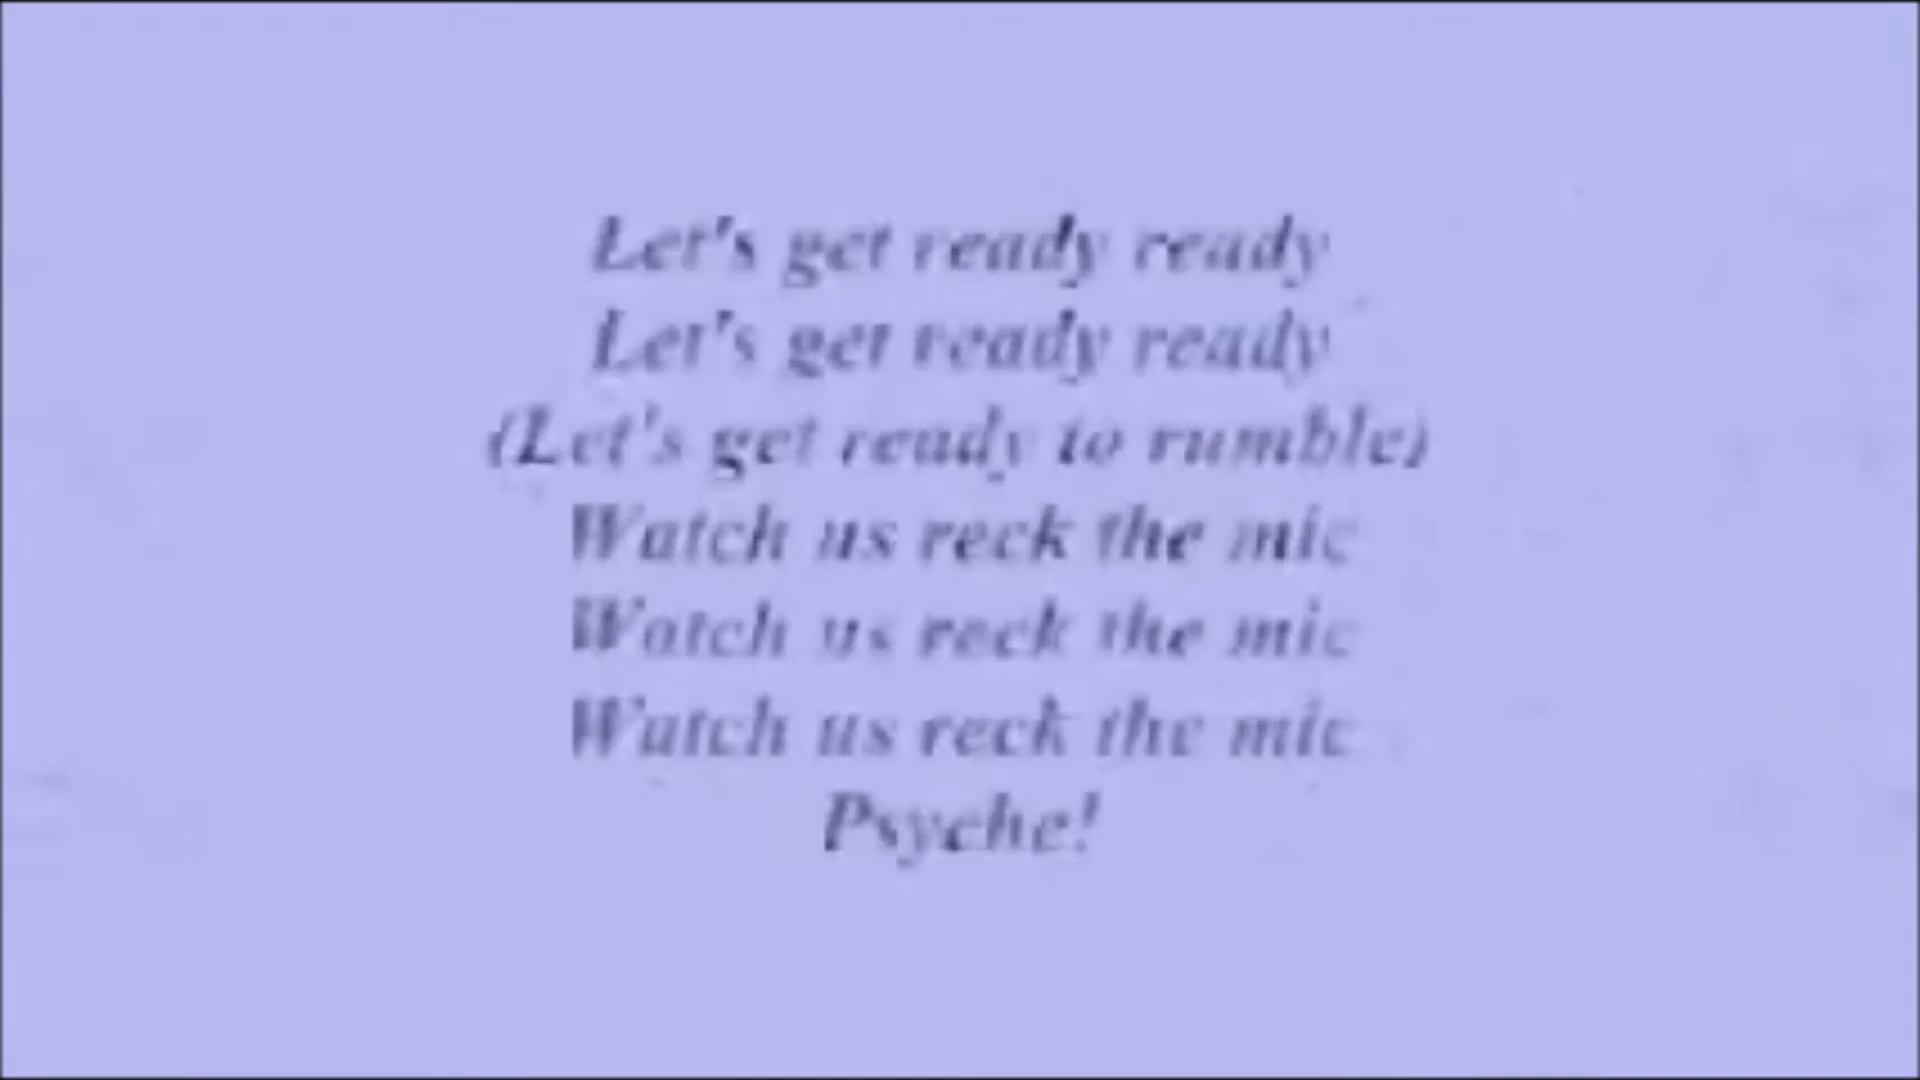 Let's get ready ready
Let's get ready ready
(Let's get ready to rumble)
Watch us reck the mic
Watch us reck the mic
Watch us reck the mic
Psyche!